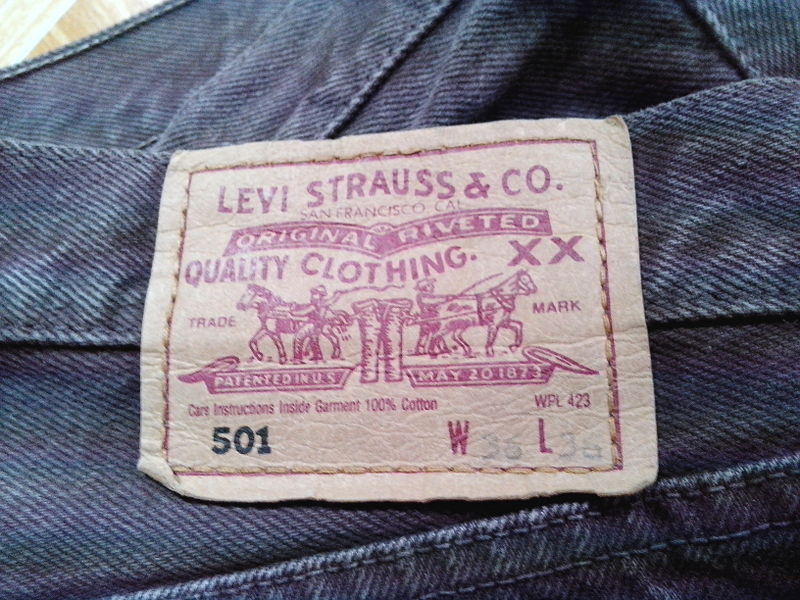 LEVI STRAUSS & CO.
SAN FRANCISCO CAL
ORIGINAL RIVETED
QUALITY CLOTHING. XX
TRADE MARK
PATENTED IN U.S. MAY 20 1873
Care Instructions Inside Garment 100% Cotton WPL 423
501 W 36 L